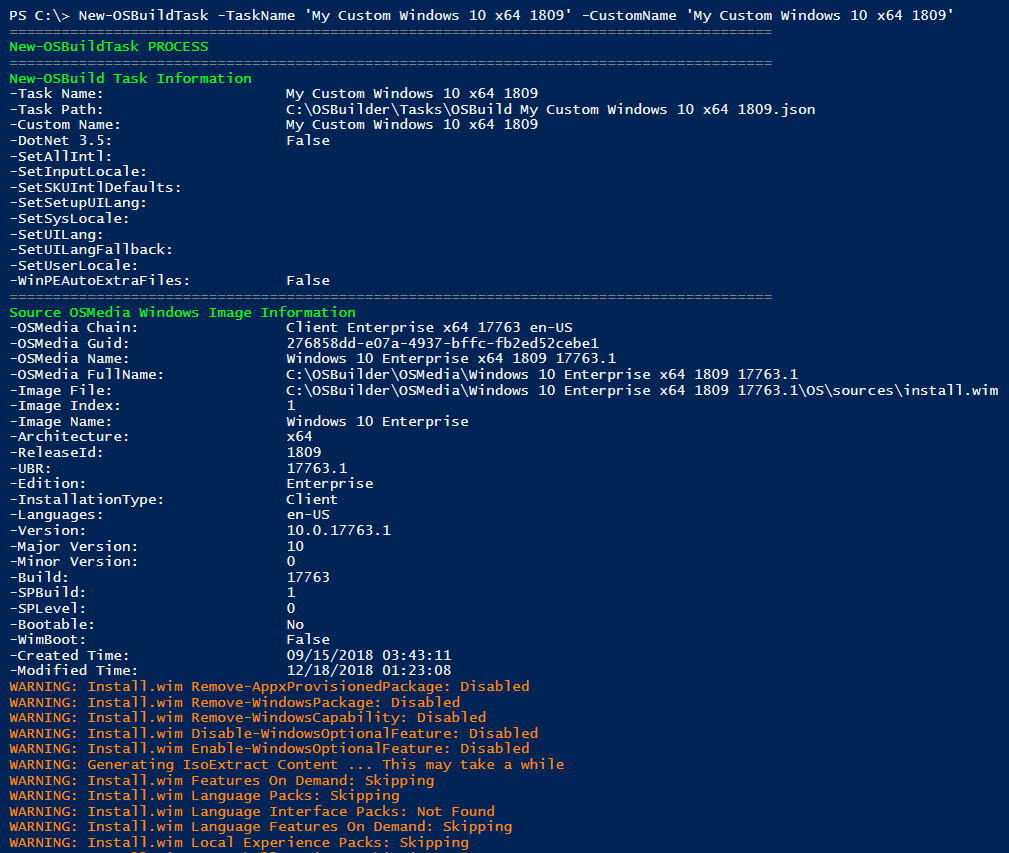 PS C:\> New-OSBuildTask -TaskName 'My Custom Windows 10 x64 1809' -CustomName 'My Custom Windows 10 x64 1809'
========================================================================================
New-OSBuildTask PROCESS
========================================================================================
New-OSBuild Task Information
-Task Name: My Custom Windows 10 x64 1809
-Task Path: C:\OSBuilder\Tasks\OSBuild My Custom Windows 10 x64 1809.json
-Custom Name: My Custom Windows 10 x64 1809
-DotNet 3.5: False
-SetAllIntl:
-SetInputLocale:
-SetSKUIntlDefaults:
-SetSetupUILang:
-SetSysLocale:
-SetUILang:
-SetUILangFallback:
-SetUserLocale:
-WinPEAutoExtraFiles: False
========================================================================================
Source OSMedia Windows Image Information
-OSMedia Chain: Client Enterprise x64 17763 en-US
-OSMedia Guid: 276858dd-e07a-4937-bffc-fb2ed52cebe1
-OSMedia Name: Windows 10 Enterprise x64 1809 17763.1
-OSMedia FullName: C:\OSBuilder\OSMedia\Windows 10 Enterprise x64 1809 17763.1
-Image File: C:\OSBuilder\OSMedia\Windows 10 Enterprise x64 1809 17763.1\OS\sources\install.wim
-Image Index: 1
-Image Name: Windows 10 Enterprise
-Architecture: x64
-ReleaseId: 1809
-UBR: 17763.1
-Edition: Enterprise
-InstallationType: Client
-Languages: en-US
-Version: 10.0.17763.1
-Major Version: 10
-Minor Version: 0
-Build: 17763
-SPBuild: 1
-SPLevel: 0
-Bootable: No
-WimBoot: False
-Created Time: 09/15/2018 03:43:11
-Modified Time: 12/18/2018 01:23:08
WARNING: Install.wim Remove-AppxProvisionedPackage: Disabled
WARNING: Install.wim Remove-WindowsPackage: Disabled
WARNING: Install.wim Remove-WindowsCapability: Disabled
WARNING: Install.wim Disable-WindowsOptionalFeature: Disabled
WARNING: Install.wim Enable-WindowsOptionalFeature: Disabled
WARNING: Generating IsoExtract Content ... This may take a while
WARNING: Install.wim Features On Demand: Skipping
WARNING: Install.wim Language Packs: Skipping
WARNING: Install.wim Language Interface Packs: Not Found
WARNING: Install.wim Language Features On Demand: Skipping
WARNING: Install.wim Local Experience Packs: Skipping